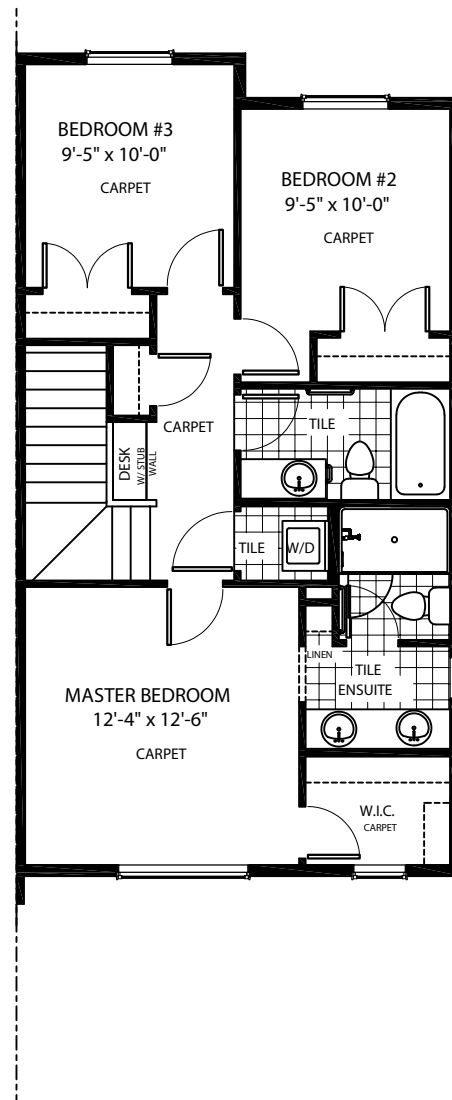 BEDROOM #3
9'-5" x 10'-0"
CARPET
BEDROOM #2
9'-5" x 10'-0"
CARPET
CARPET
TILE
DESK
W/ STUB
WALL
TILE
W/D
LINEN
TILE
ENSUITE
MASTER BEDROOM
12'-4" x 12'-6"
CARPET
W.I.C.
CARPET